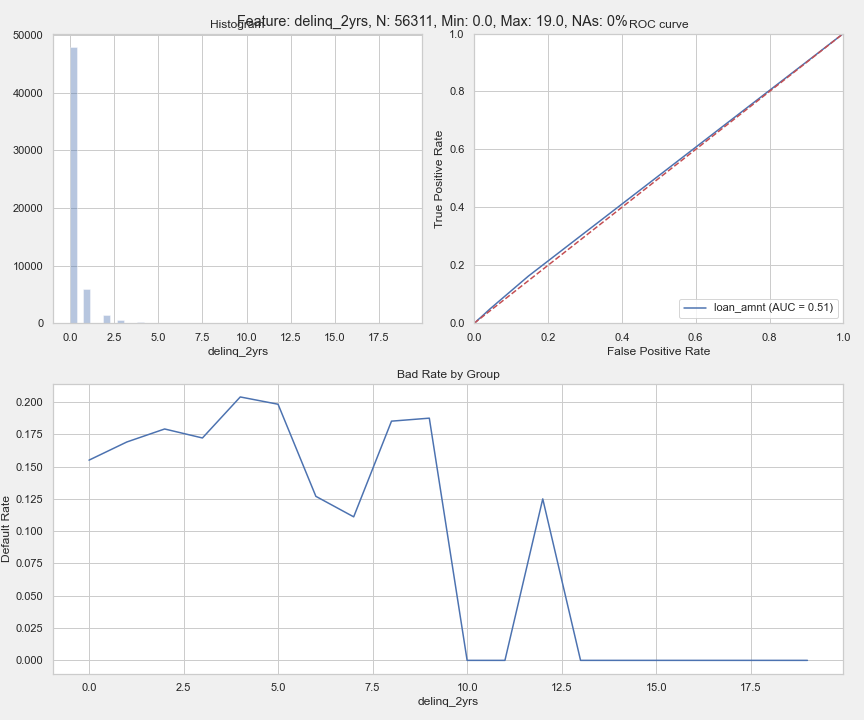 Feature: delinq_2yrs, N: 56311, Min: 0.0, Max: 19.0, NAs: 0%
Histogram
50000
40000
30000
20000
10000
0
0.0 2.5 5.0 7.5 10.0 12.5 15.0 17.5
delinq_2yrs
ROC curve
True Positive Rate
1.0
0.8
0.6
0.4
0.2
0.0
loan_amnt (AUC = 0.51)
0.0 0.2 0.4 0.6 0.8 1.0
False Positive Rate
Bad Rate by Group
Default Rate
0.200
0.175
0.150
0.125
0.100
0.075
0.050
0.025
0.000
0.0 2.5 5.0 7.5 10.0 12.5 15.0 17.5
delinq_2yrs